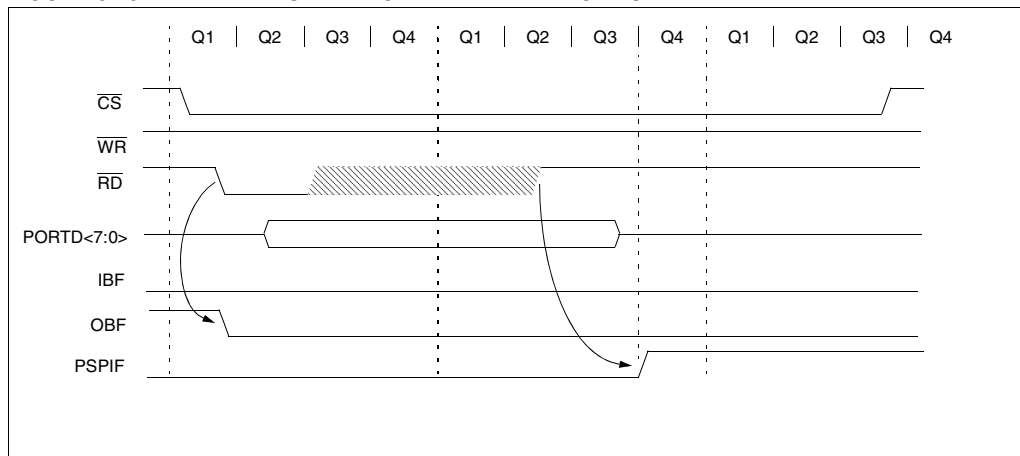 Q1 | Q2 | Q3 | Q4 | Q1 | Q2 | Q3 | Q4 | Q1 | Q2 | Q3 | Q4
CS
WR
RD
PORTD<7:0>
IBF
OBF
PSPIF